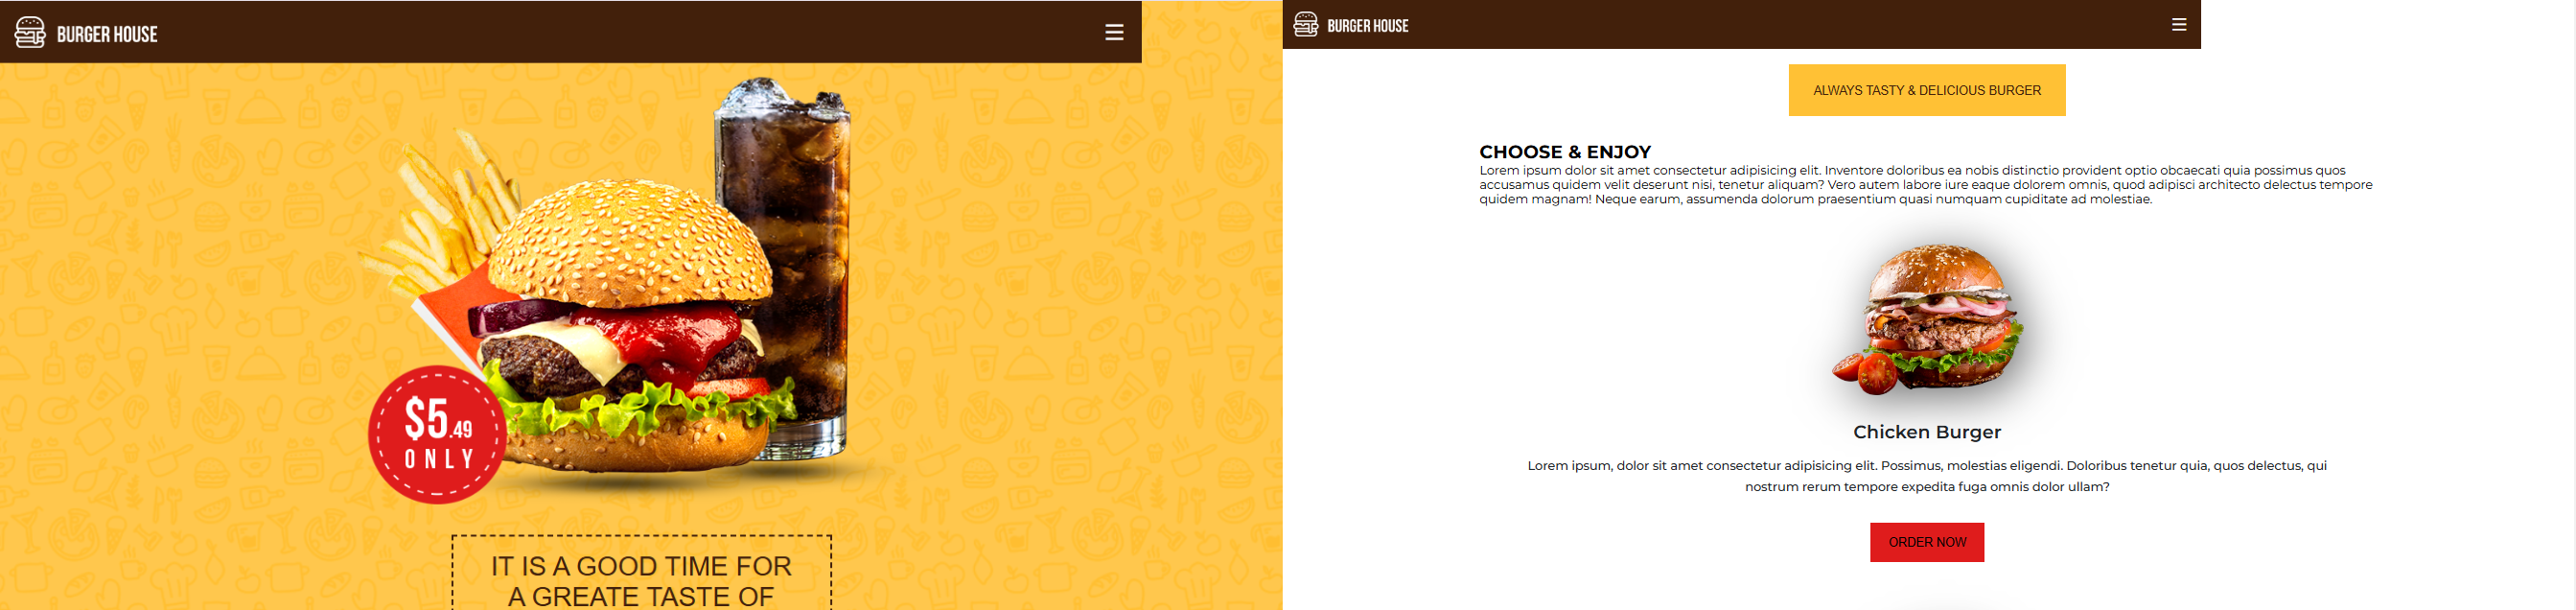 BURGER HOUSE
$5.49
ONLY
IT IS A GOOD TIME FOR
A GREATE TASTE OF
BURGER HOUSE
ALWAYS TASTY & DELICIOUS BURGER
CHOOSE & ENJOY
Lorem ipsum dolor sit amet consectetur adipisicing elit. Inventore doloribus ea nobis distinctio provident optio obcaecati quia possimus quos
accusamus quidem velit deserunt nisi, tenetur aliquam? Vero autem labore iure eaque dolorem omnis, quod adipisci architecto delectus tempore
quidem magnam! Neque earum, assumenda dolorum praesentium quasi numquam cupiditate ad molestiae.
Chicken Burger
Lorem ipsum, dolor sit amet consectetur adipisicing elit. Possimus, molestias eligendi. Doloribus tenetur quia, quos delectus, qui
nostrum rerum tempore expedita fuga omnis dolor ullam?
ORDER NOW